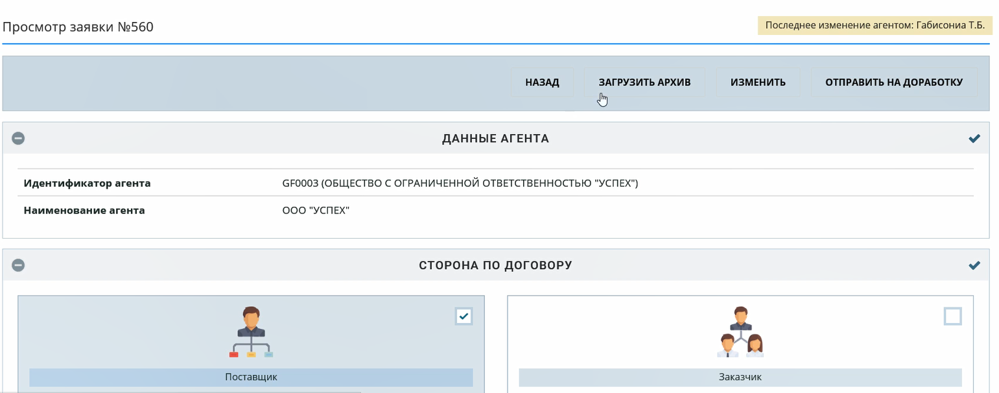 Просмотр заявки №560
Последнее изменение агентом: Габисониа Т.Б.
НАЗАД ЗАГРУЗИТЬ АРХИВ ИЗМЕНИТЬ ОТПРАВИТЬ НА ДОРАБОТКУ
ДАННЫЕ АГЕНТА
Идентификатор агента GF0003 (ОБЩЕСТВО С ОГРАНИЧЕННОЙ ОТВЕТСТВЕННОСТЬЮ "УСПЕХ")
Наименование агента ООО "УСПЕХ"
СТОРОНА ПО ДОГОВОРУ
Поставщик Заказчик